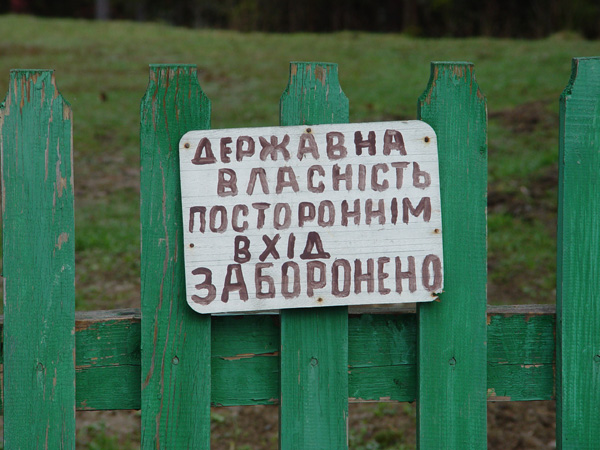 ДЕРЖАВНА
ВЛАСНІСТЬ
ПОСТОРОННІМ
ВХІД
ЗАБОРОНЕНО